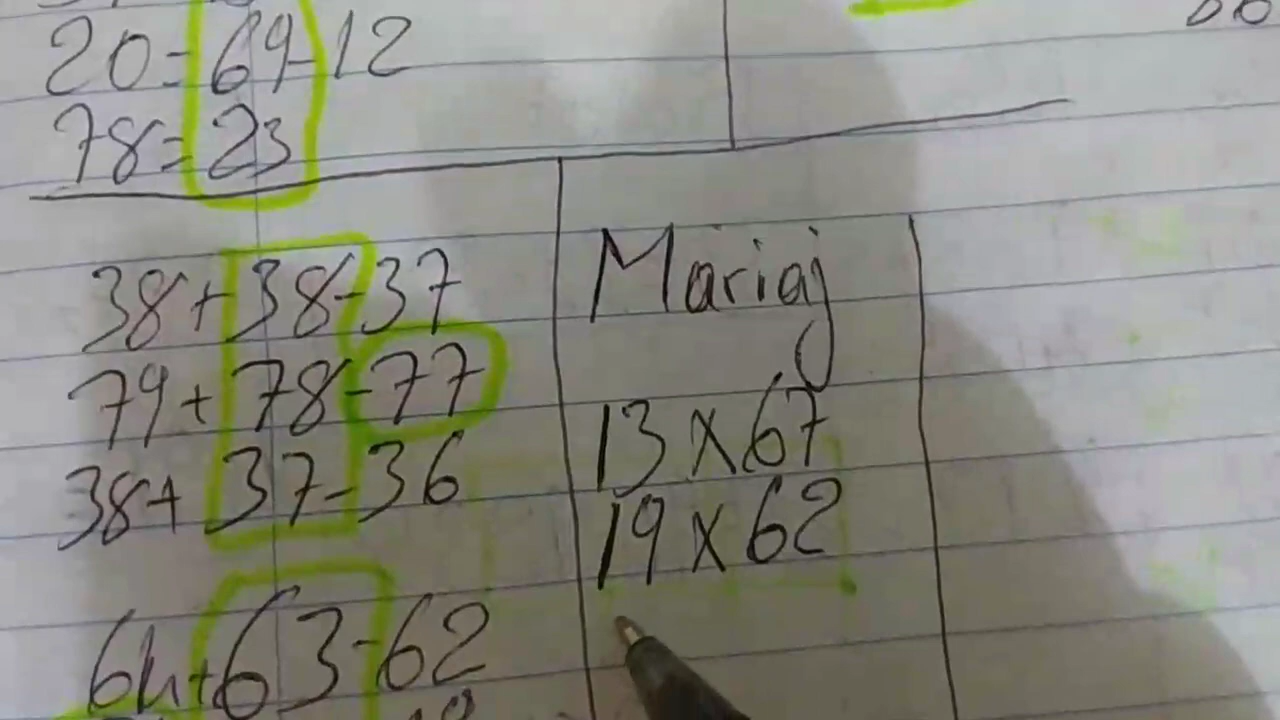 20=69-12
78=23
38+38-37
79+78-77
38+37-36
64+63-62
Mariaj
13x67
19x62